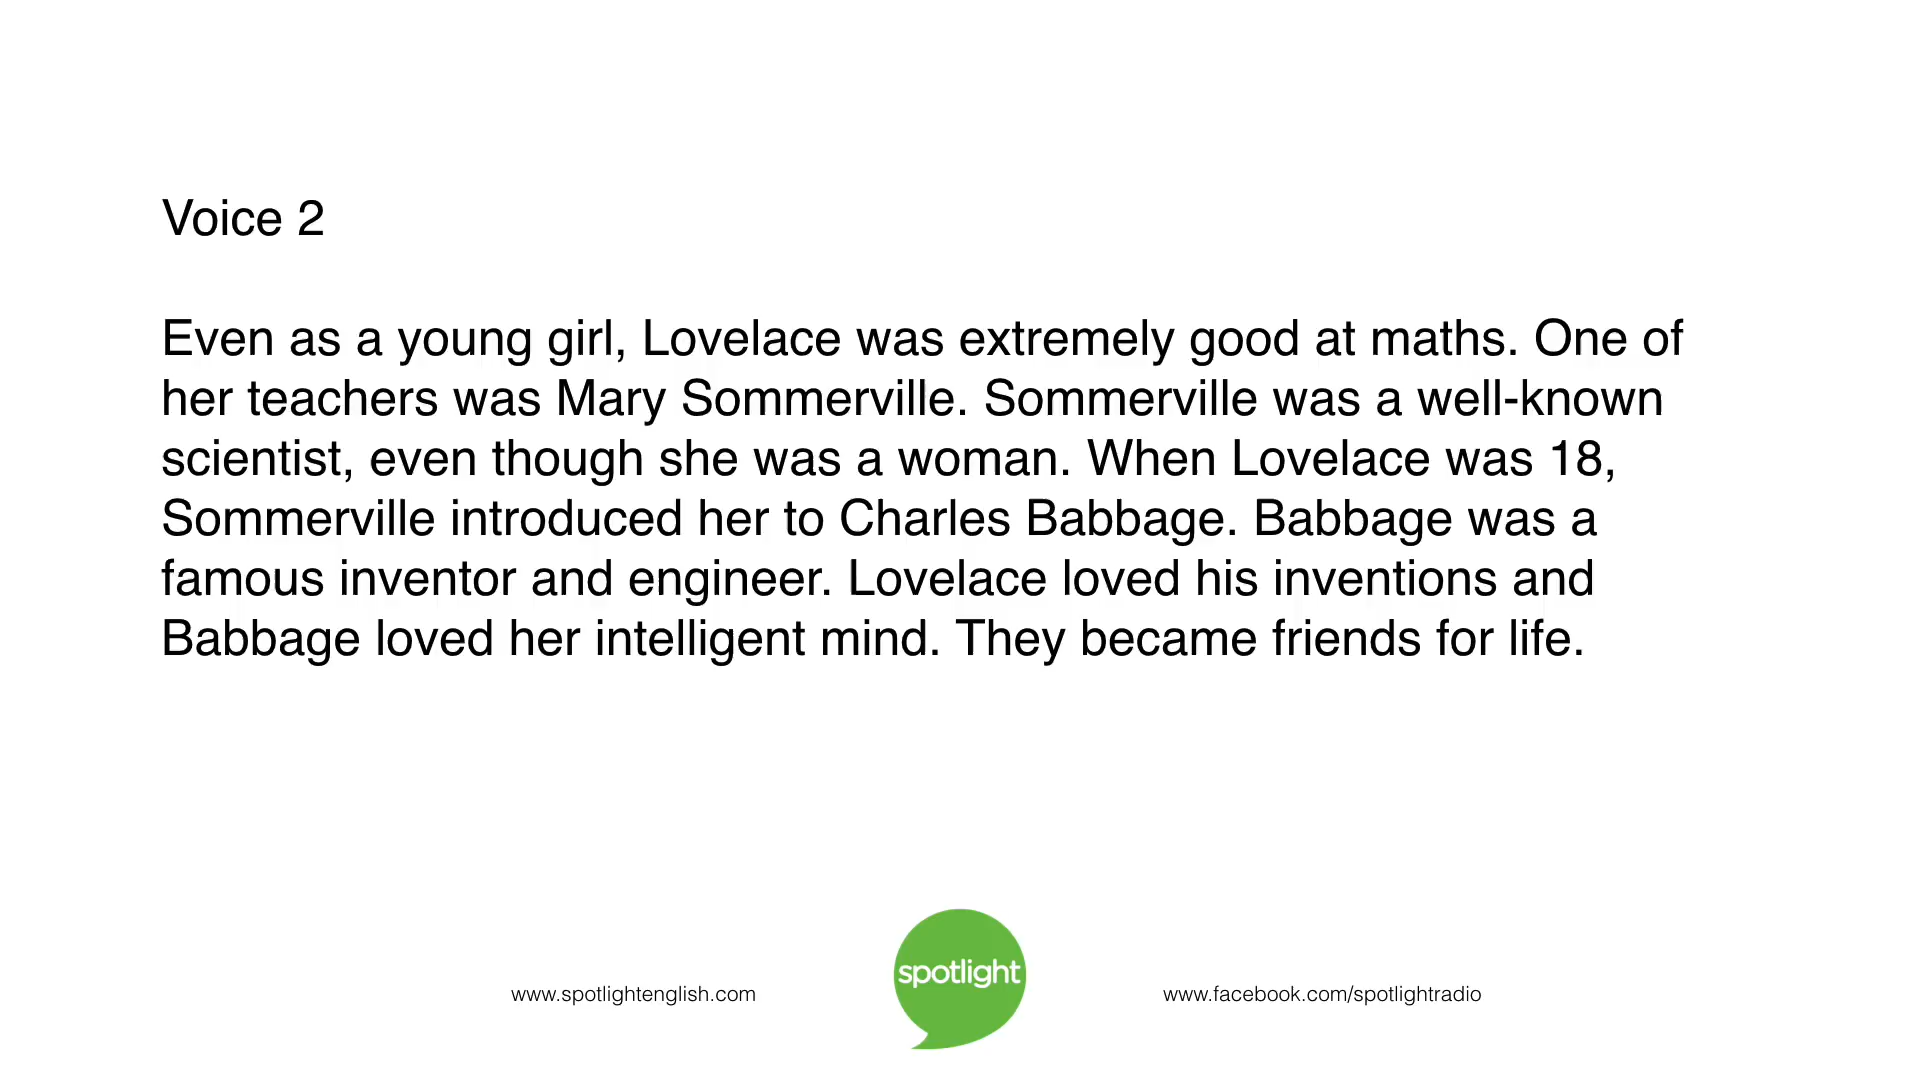 Voice 2
Even as a young girl, Lovelace was extremely good at maths. One of
her teachers was Mary Sommerville. Sommerville was a well-known
scientist, even though she was a woman. When Lovelace was 18,
Sommerville introduced her to Charles Babbage. Babbage was a
famous inventor and engineer. Lovelace loved his inventions and
Babbage loved her intelligent mind. They became friends for life.
www.spotlightenglish.com
spotlight
www.facebook.com/spotlightradio